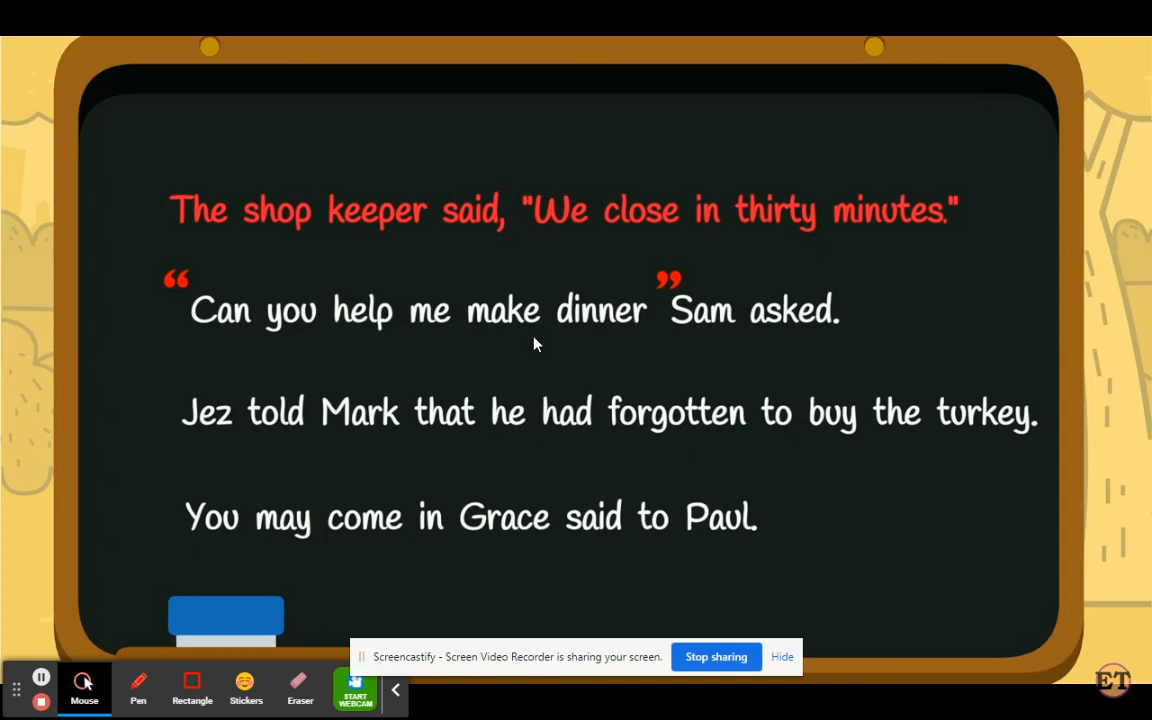 The shop keeper said, "We close in thirty minutes."
“Can you help me make dinner ”Sam asked.
Jez told Mark that he had forgotten to buy the turkey.
You may come in Grace said to Paul.
Screencastify - Screen Video Recorder is sharing your screen. Stop sharing Hide
Mouse Pen Rectangle Stickers Eraser START WEBCAM
ET